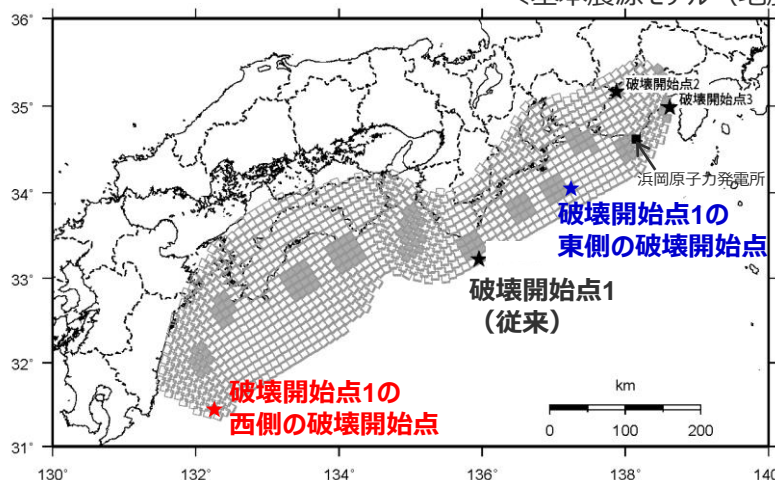 36°
35°
34°
33°
32°
31°
130°
132°
134°
136°
138°
140
破壊開始点2
破壊開始点3
浜岡原子力発電所
破壊開始点1の
東側の破壊開始点
破壊開始点1
（従来）
破壊開始点1の
西側の破壊開始点
km
0
100
200